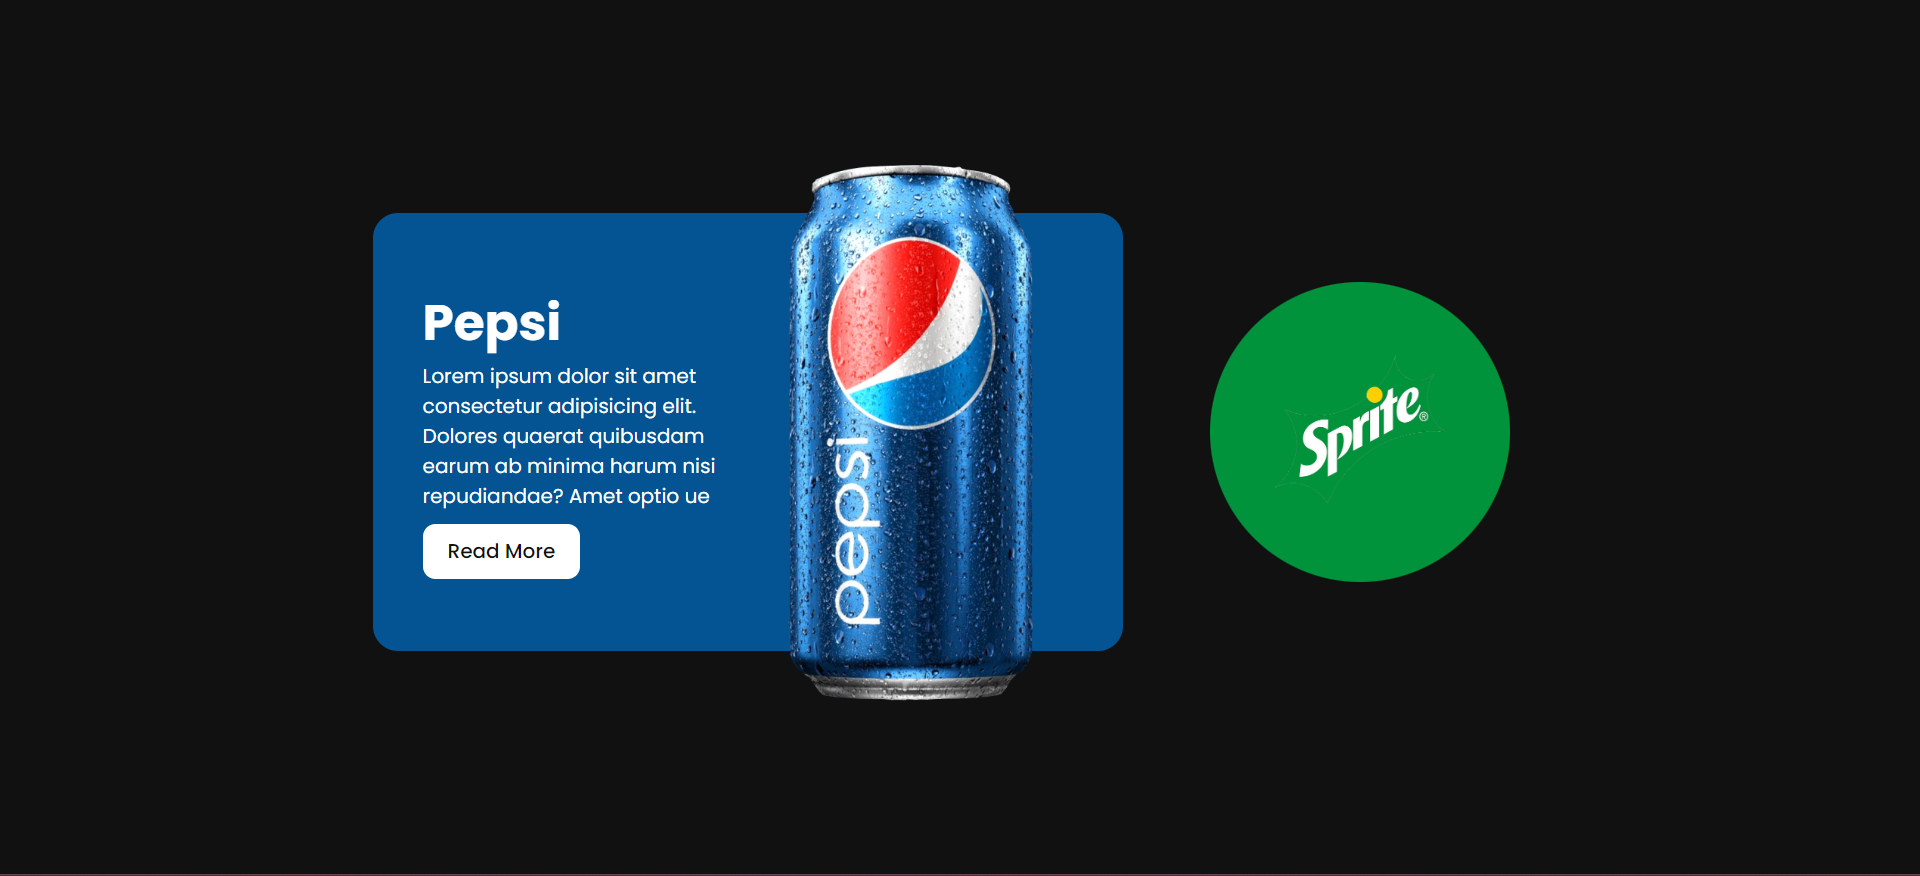 Pepsi
Lorem ipsum dolor sit amet
consectetur adipisicing elit.
Dolores quaerat quibusdam
earum ab minima harum nisi
repudiandae? Amet optio ue
Read More
pepsi
Sprite®